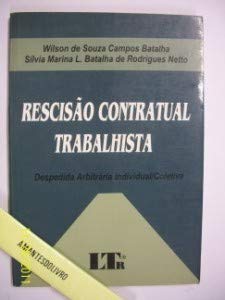 Wilson de Souza Campos Batalha
Silvia Marina L. Batalha de Rodrigues Netto
RESCISÃO CONTRATUAL
TRABALHISTA
Despedida Arbitrária Individual/Coletiva
AMANTESDOLIVRO
LTR